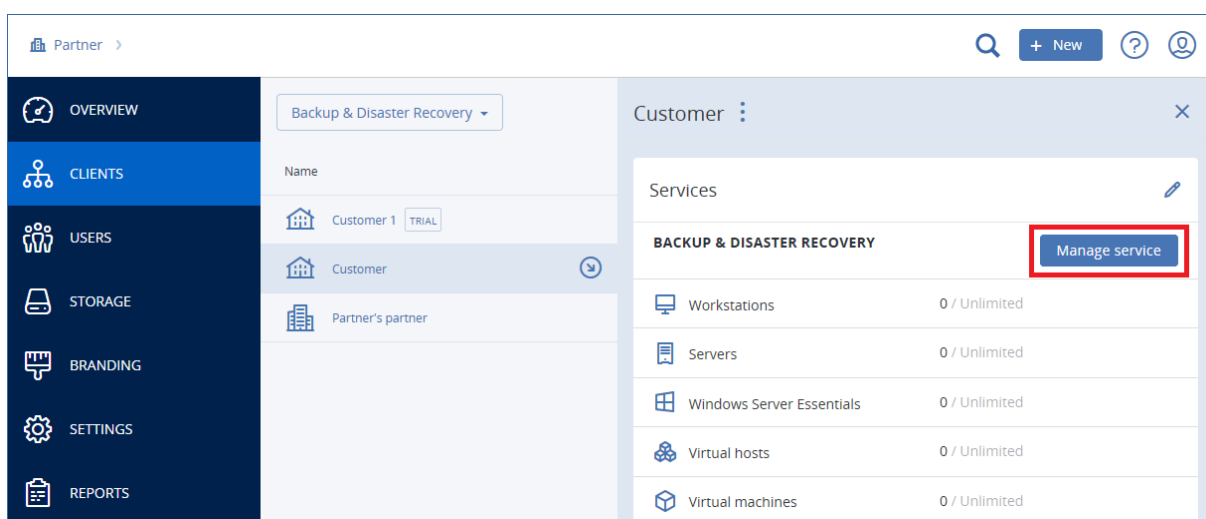 Partner
+ New
OVERVIEW
CLIENTS
USERS
STORAGE
BRANDING
SETTINGS
REPORTS
Backup & Disaster Recovery
Name
Customer 1 TRIAL
Customer
Partner's partner
Customer
Services
BACKUP & DISASTER RECOVERY Manage service
Workstations 0 / Unlimited
Servers 0 / Unlimited
Windows Server Essentials 0 / Unlimited
Virtual hosts 0 / Unlimited
Virtual machines 0 / Unlimited